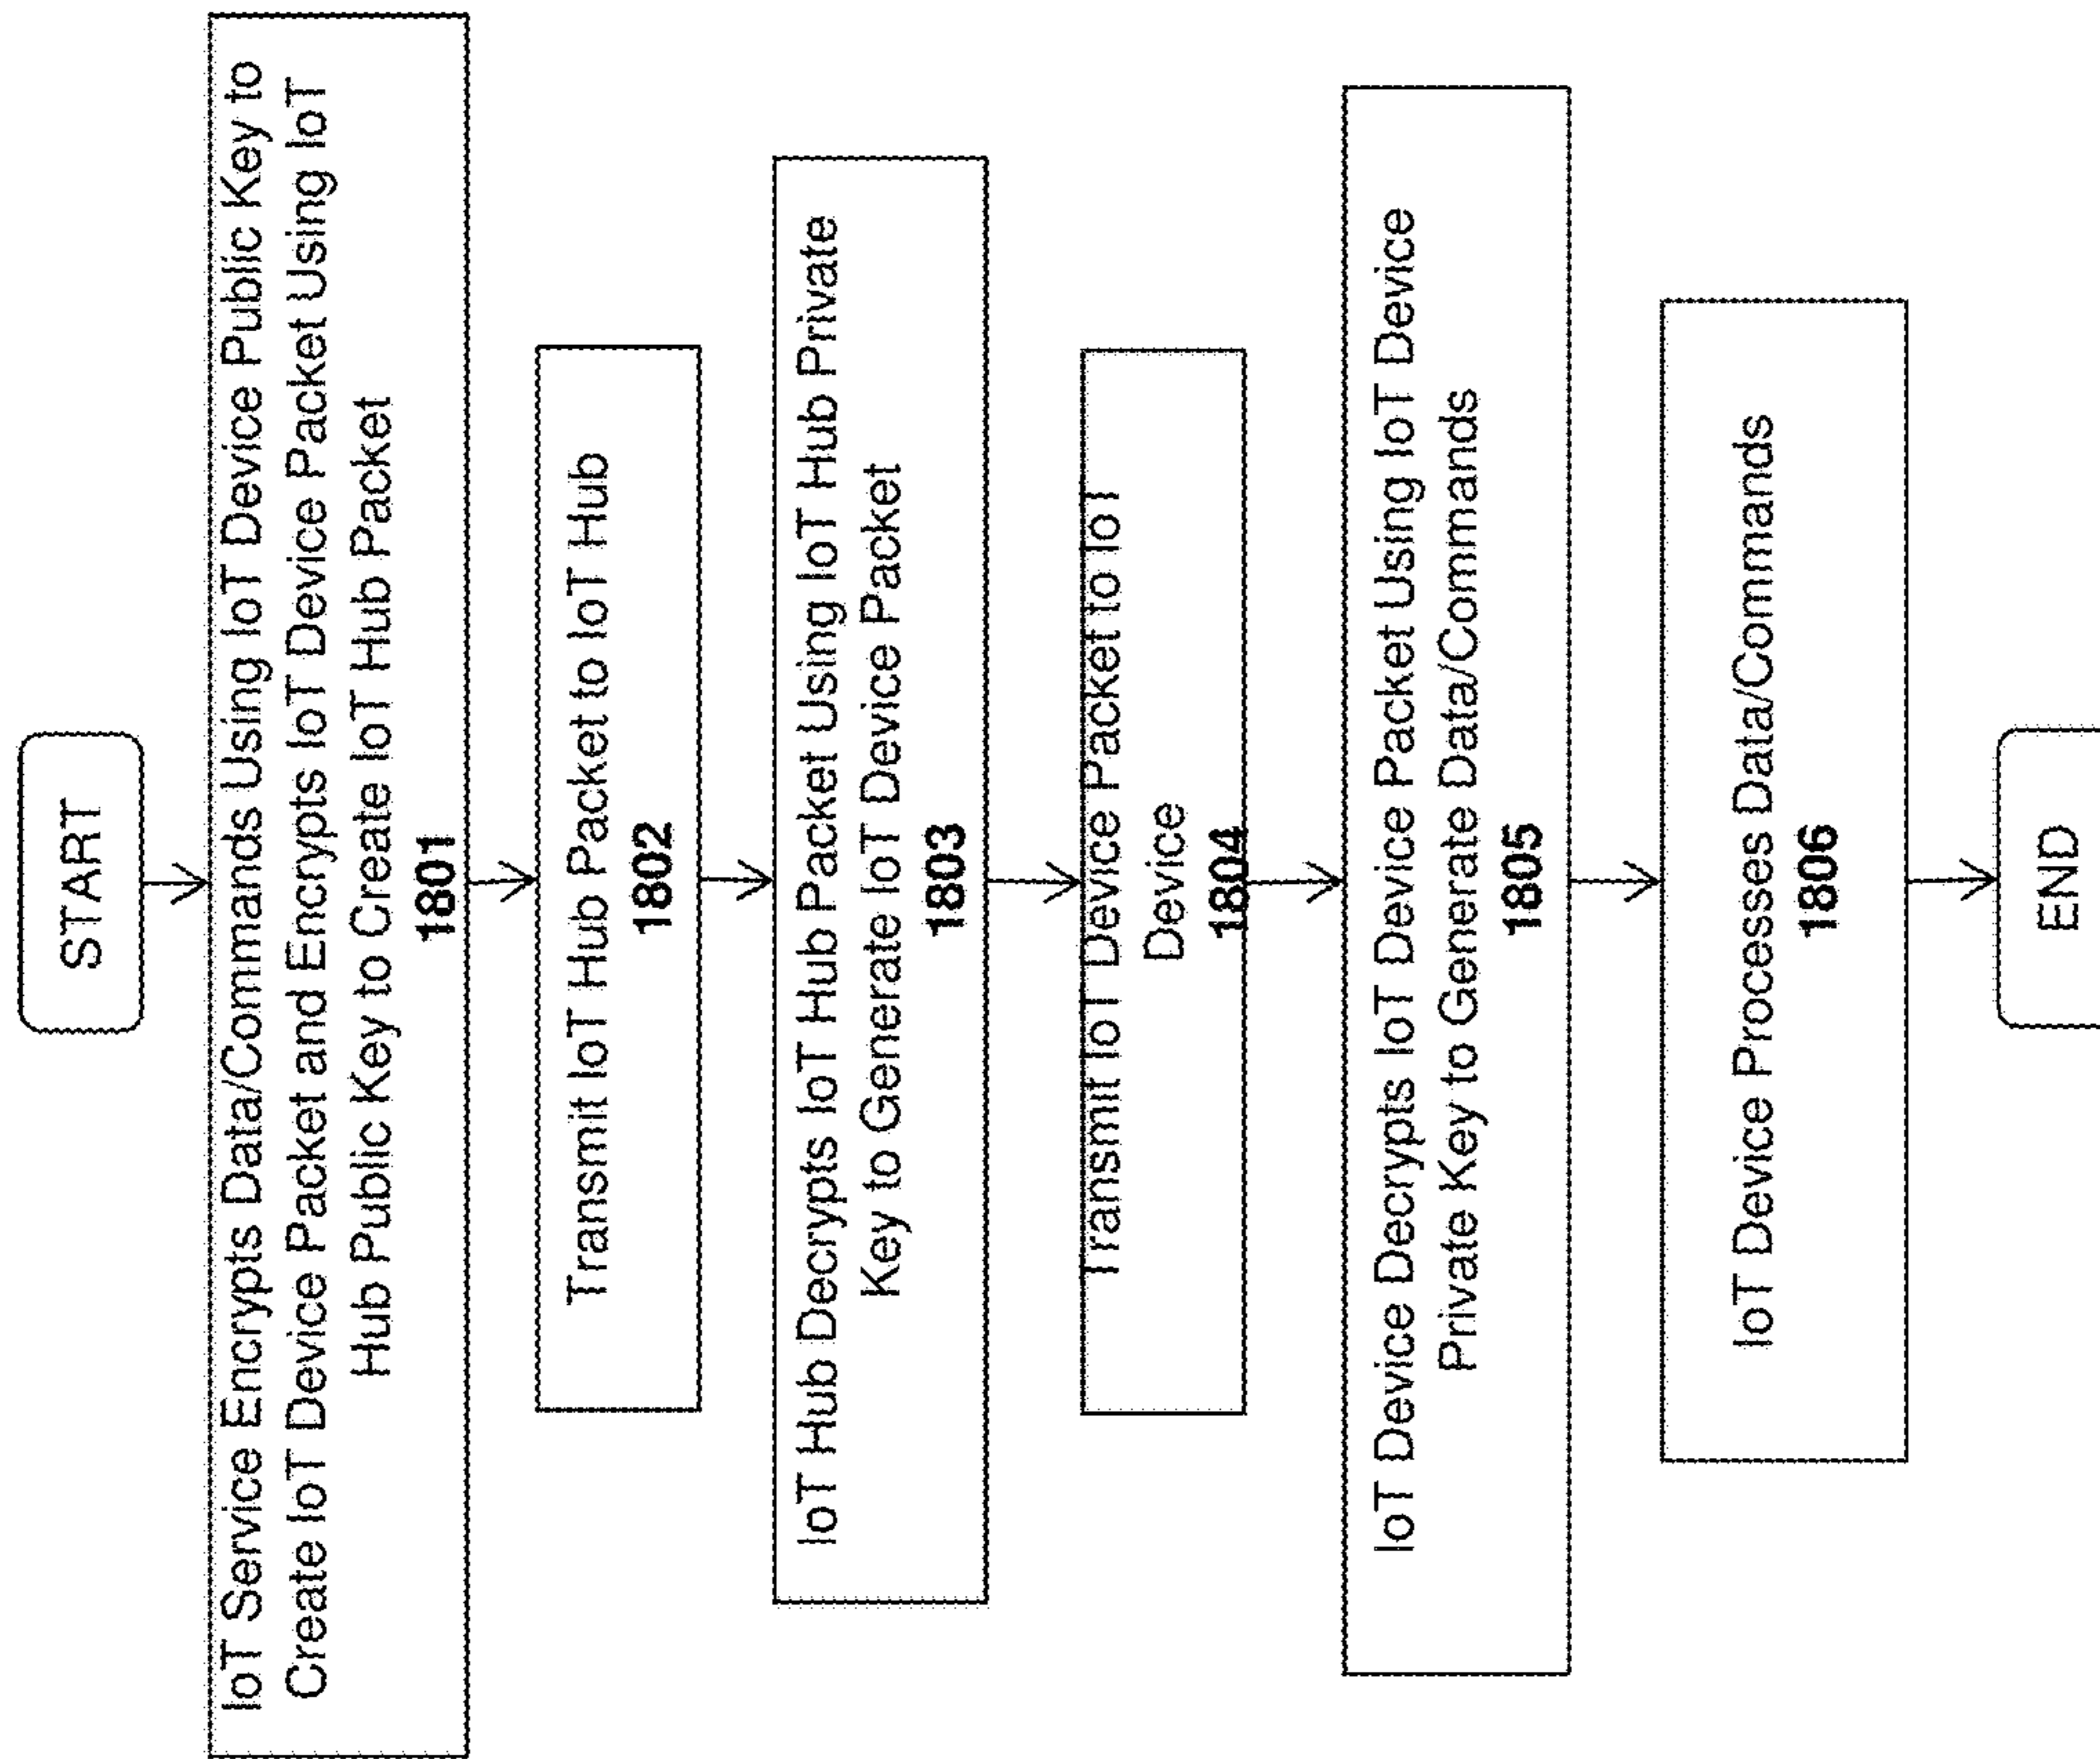 START
IoT Service Encrypts Data/Commands Using IoT Device Public Key to
Create IoT Device Packet and Encrypts IoT Device Packet Using IoT
Hub Public Key to Create IoT Hub Packet
1801
Transmit IoT Hub Packet to IoT Hub
1802
IoT Hub Decrypts IoT Hub Packet Using IoT Hub Private
Key to Generate IoT Device Packet
1803
Transmit IoT Device Packet to IoT
Device
1804
IoT Device Decrypts IoT Device Packet Using IoT Device
Private Key to Generate Data/Commands
1805
IoT Device Processes Data/Commands
1806
END